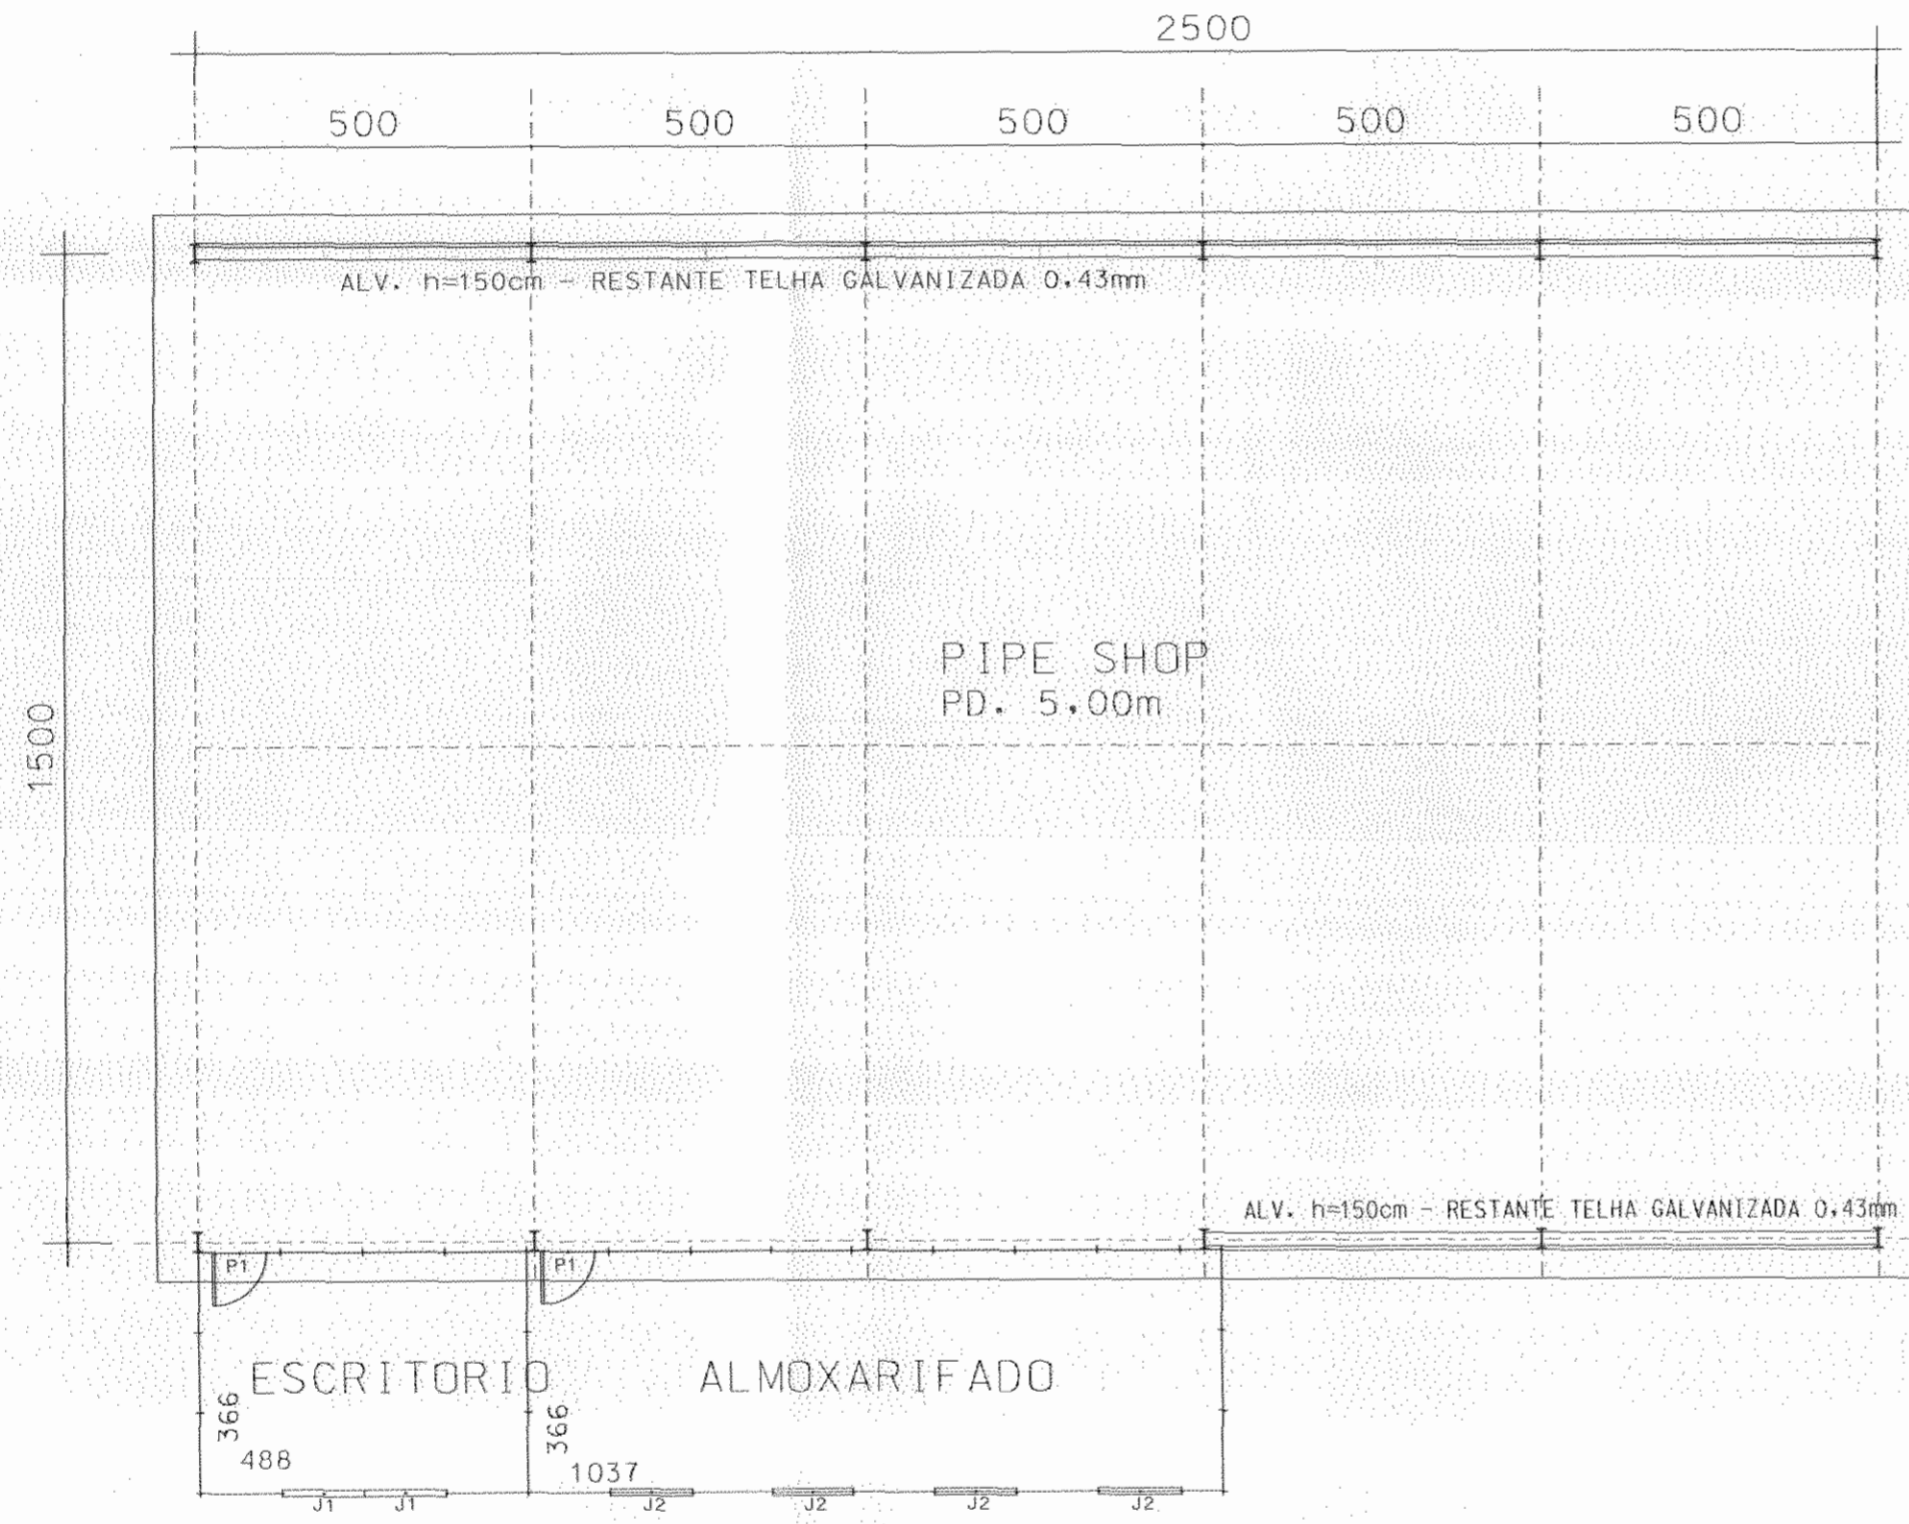 2500
500 500 500 500 500
ALV. h=150cm - RESTANTE TELHA GALVANIZADA 0,43mm
PIPE SHOP
PD. 5,00m
1500
ALV. h=150cm - RESTANTE TELHA GALVANIZADA 0,43mm
P1 P1
ESCRITORIO ALMOXARIFADO
366 366
488 1037
J1 J1 J2 J2 J2 J2